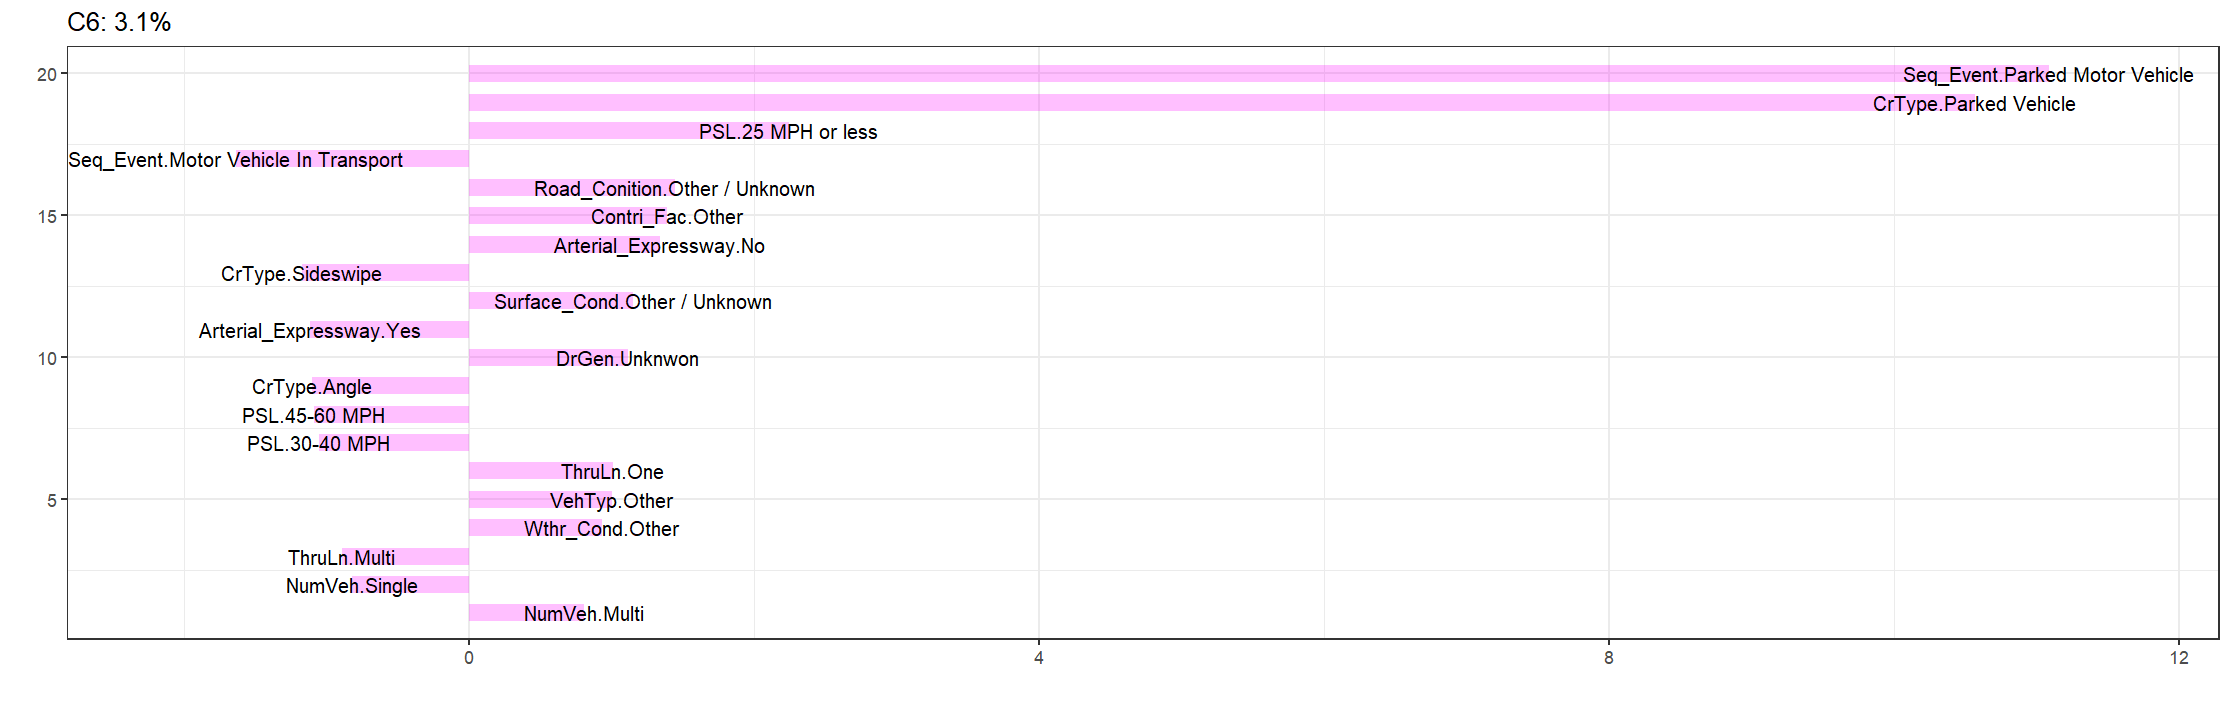 C6: 3.1%
20
Seq_Event.Parked Motor Vehicle
CrType.Parked Vehicle
PSL.25 MPH or less
Seq_Event.Motor Vehicle In Transport
Road_Conition.Other / Unknown
15
Contri_Fac.Other
Arterial_Expressway.No
CrType.Sideswipe
Surface_Cond.Other / Unknown
Arterial_Expressway.Yes
10
DrGen.Unknwon
CrType.Angle
PSL.45-60 MPH
PSL.30-40 MPH
ThruLn.One
5
VehTyp.Other
Wthr_Cond.Other
ThruLn.Multi
NumVeh.Single
NumVeh.Multi
0 4 8 12